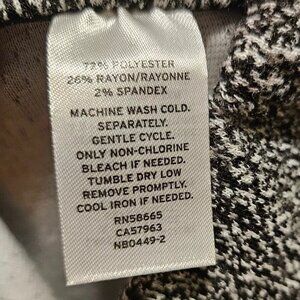 72% POLYESTER
26% RAYON/RAYONNE
2% SPANDEX
MACHINE WASH COLD.
SEPARATELY.
GENTLE CYCLE.
ONLY NON-CHLORINE
BLEACH IF NEEDED.
TUMBLE DRY LOW
REMOVE PROMPTLY.
COOL IRON IF NEEDED.
RN58665
CA57963
NB0449-2